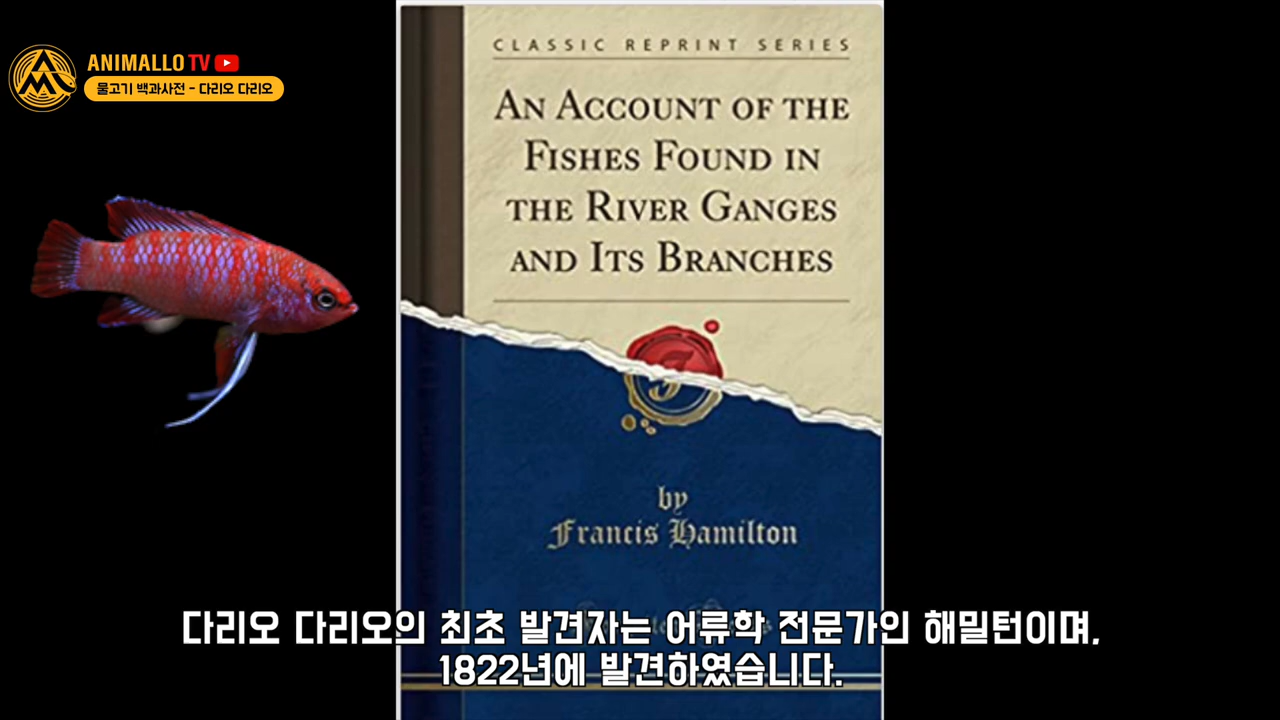 ANIMALLO TV
물고기 백과사전 - 다리오 다리오
CLASSIC REPRINT SERIES
AN ACCOUNT OF THE
FISHES FOUND IN
THE RIVER GANGES
AND ITS BRANCHES
by
Francis Hamilton
다리오 다리오의 최초 발견자는 어류학 전문가인 해밀턴이며,
1822년에 발견하였습니다.